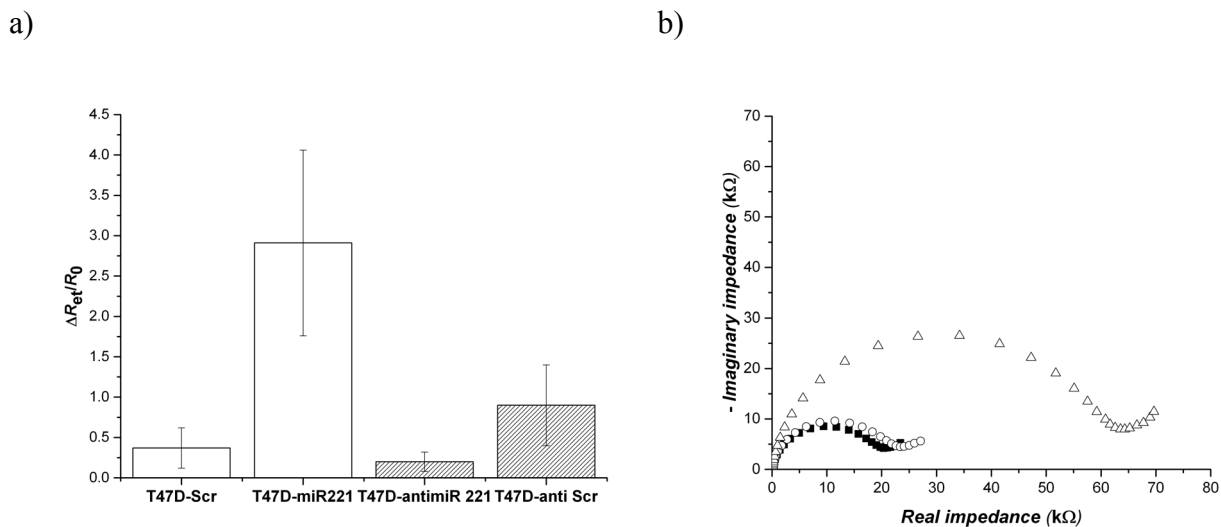 a)
b)
4.5
4.0
3.5
3.0
2.5
2.0
1.5
1.0
0.5
0.0
ΔRet/R0
T47D-Scr
T47D-miR221
T47D-antimiR 221
T47D-anti Scr
70
60
50
40
30
20
10
0
- Imaginary impedance (kΩ)
0 10 20 30 40 50 60 70 80
Real impedance (kΩ)